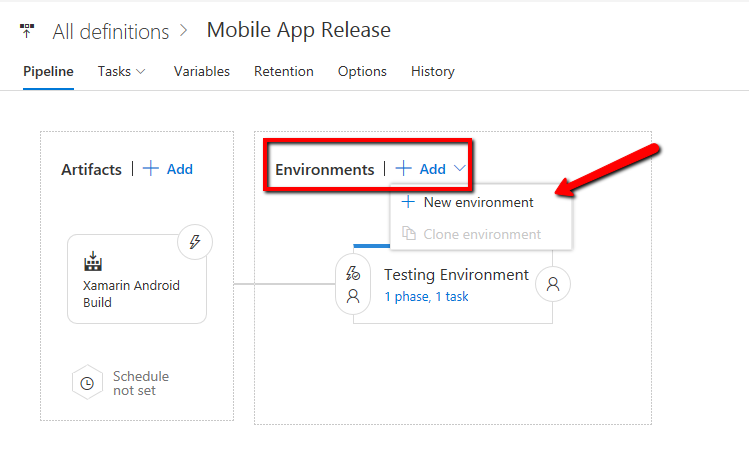 All definitions > Mobile App Release
Pipeline Tasks Variables Retention Options History
Artifacts | + Add
Environments | + Add
+ New environment
Clone environment
Testing Environment
1 phase, 1 task
Xamarin Android
Build
Schedule
not set